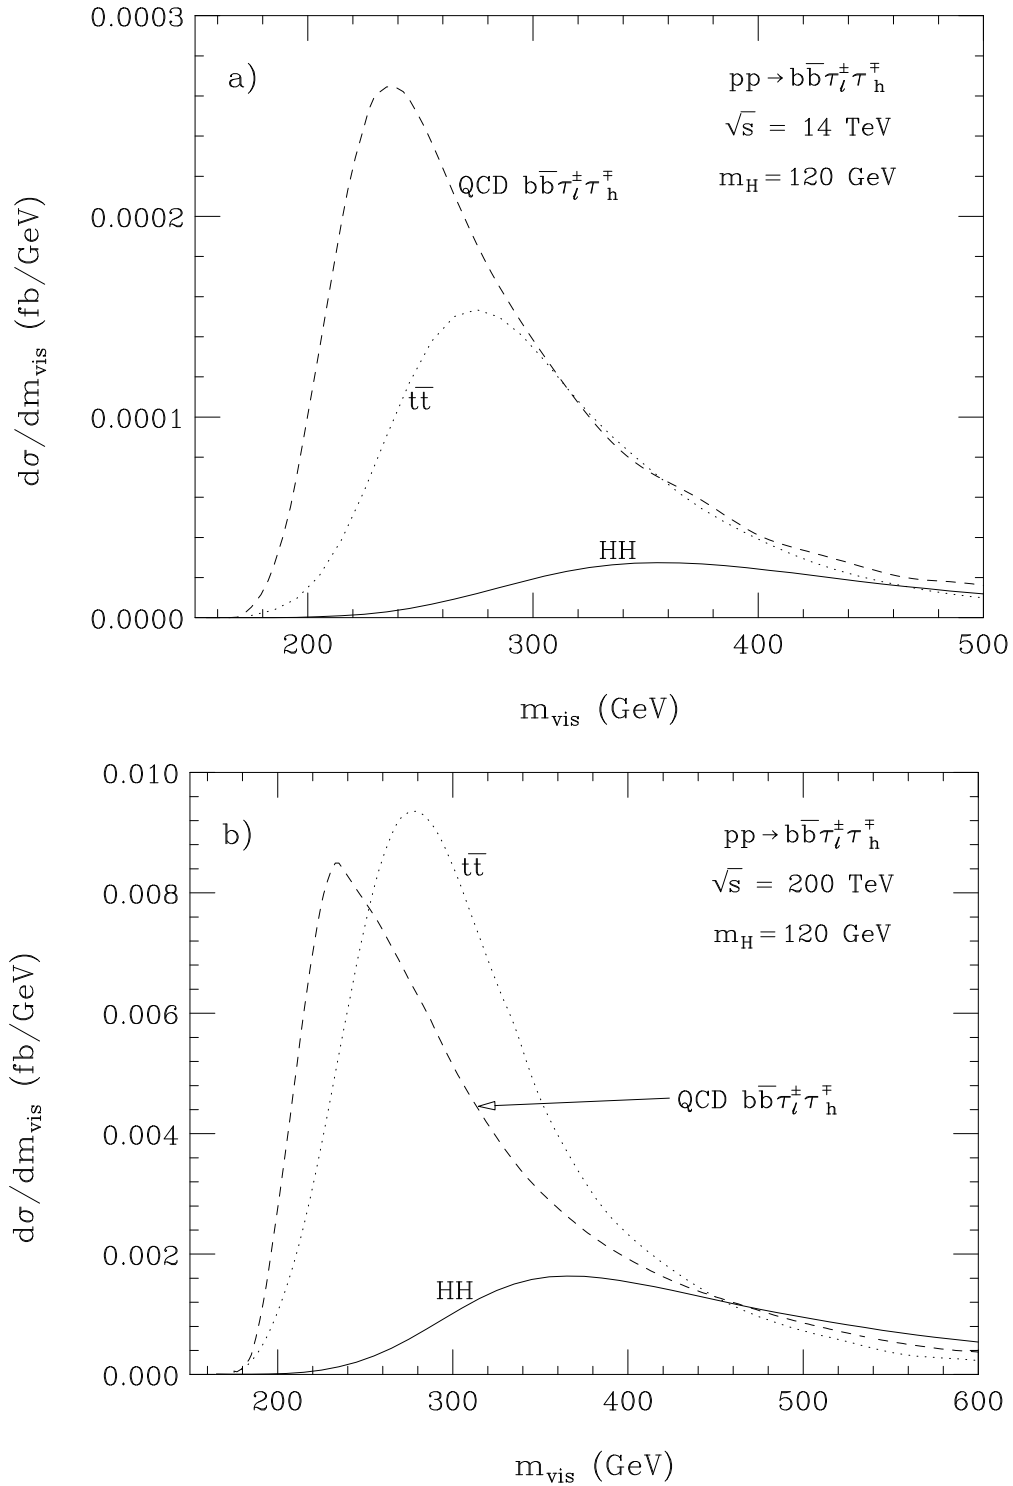 0.0003
a)
pp→bb̅τ_l^±τ_h^∓
√s = 14 TeV
m_H=120 GeV
QCD bb̅τ_l^±τ_h^∓
0.0002
tt̅
0.0001
HH
0.0000
200 300 400 500
dσ/dm_vis (fb/GeV)
m_vis (GeV)
0.010
b)
pp→bb̅τ_l^±τ_h^∓
√s = 200 TeV
m_H=120 GeV
tt̅
0.008
0.006
QCD bb̅τ_l^±τ_h^∓
0.004
0.002
HH
0.000
200 300 400 500 600
dσ/dm_vis (fb/GeV)
m_vis (GeV)